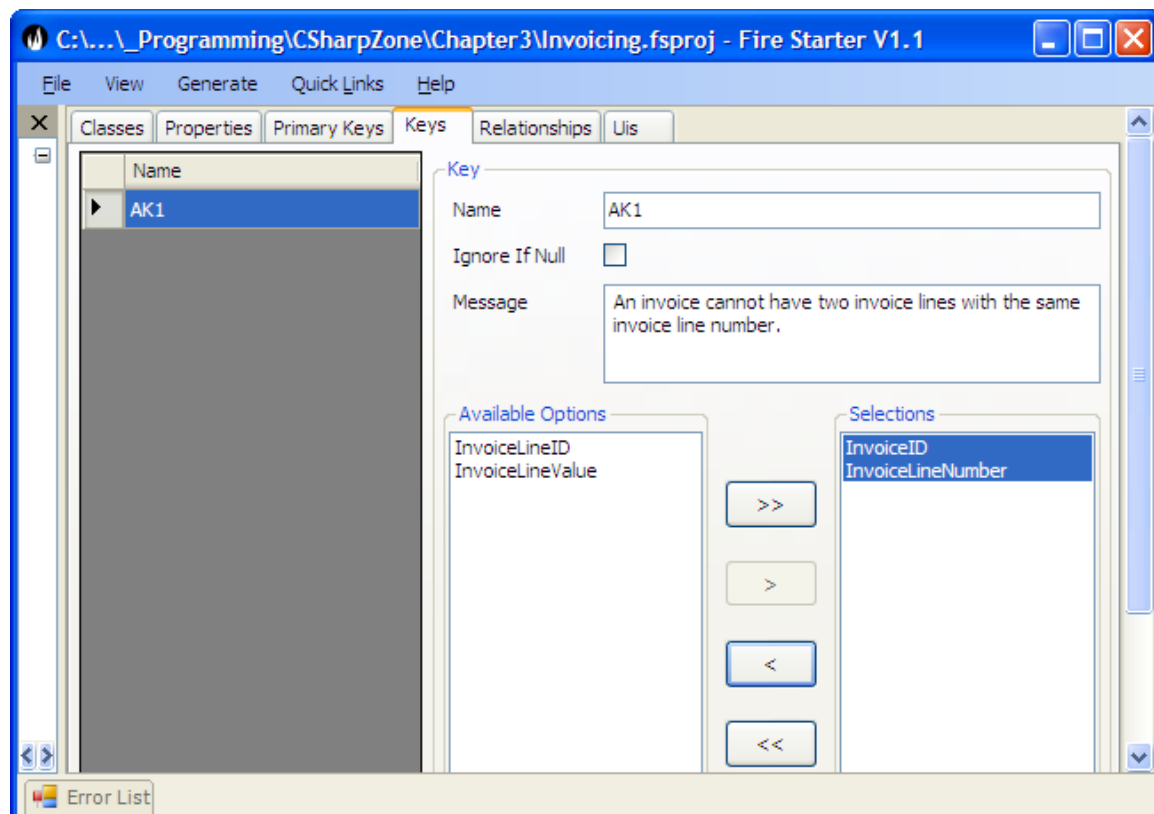 C:\...\_Programming\CSharpZone\Chapter3\Invoicing.fsproj - Fire Starter V1.1
File View Generate Quick Links Help
Classes Properties Primary Keys Keys Relationships Uis
Name
AK1
Key
Name AK1
Ignore If Null
Message An invoice cannot have two invoice lines with the same
invoice line number.
Available Options
InvoiceLineID
InvoiceLineValue
>>
>
<
<<
Selections
InvoiceID
InvoiceLineNumber
Error List